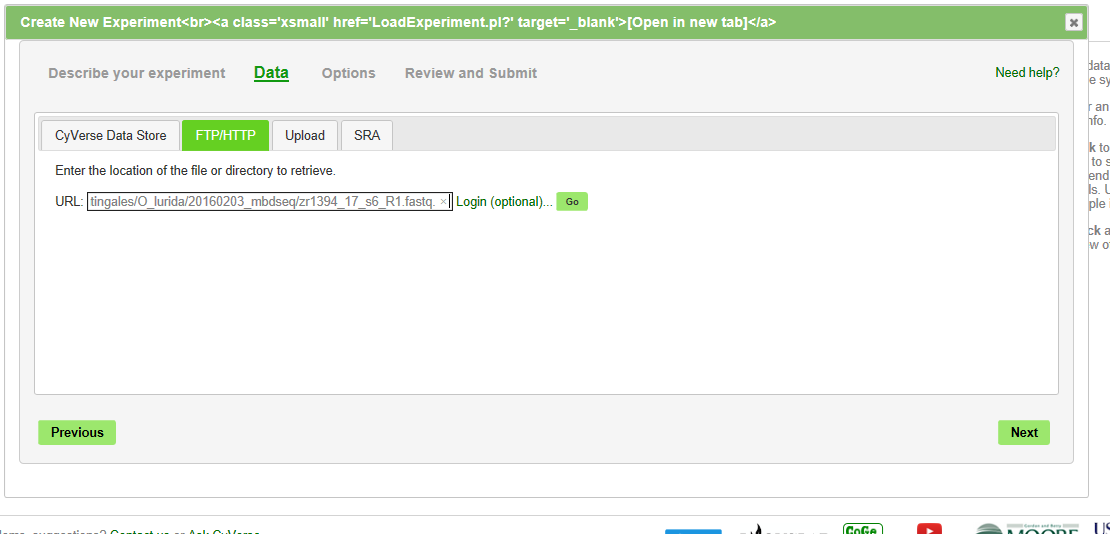 Create New Experiment<br><a class='xsmall' href='LoadExperiment.pl?' target='_blank'>[Open in new tab]</a>
Describe your experiment Data Options Review and Submit Need help?
CyVerse Data Store FTP/HTTP Upload SRA
Enter the location of the file or directory to retrieve.
URL: tingales/O_lurida/20160203_mbdseq/zr1394_17_s6_R1.fastq. × Login (optional)... Go
Previous Next
data
e sy
r an
nfo.
k to
to s
end
ls. U
ple i
ck a
w of
suggestions? Contact us or Ask CyVerse
CoGe
MOORE
US